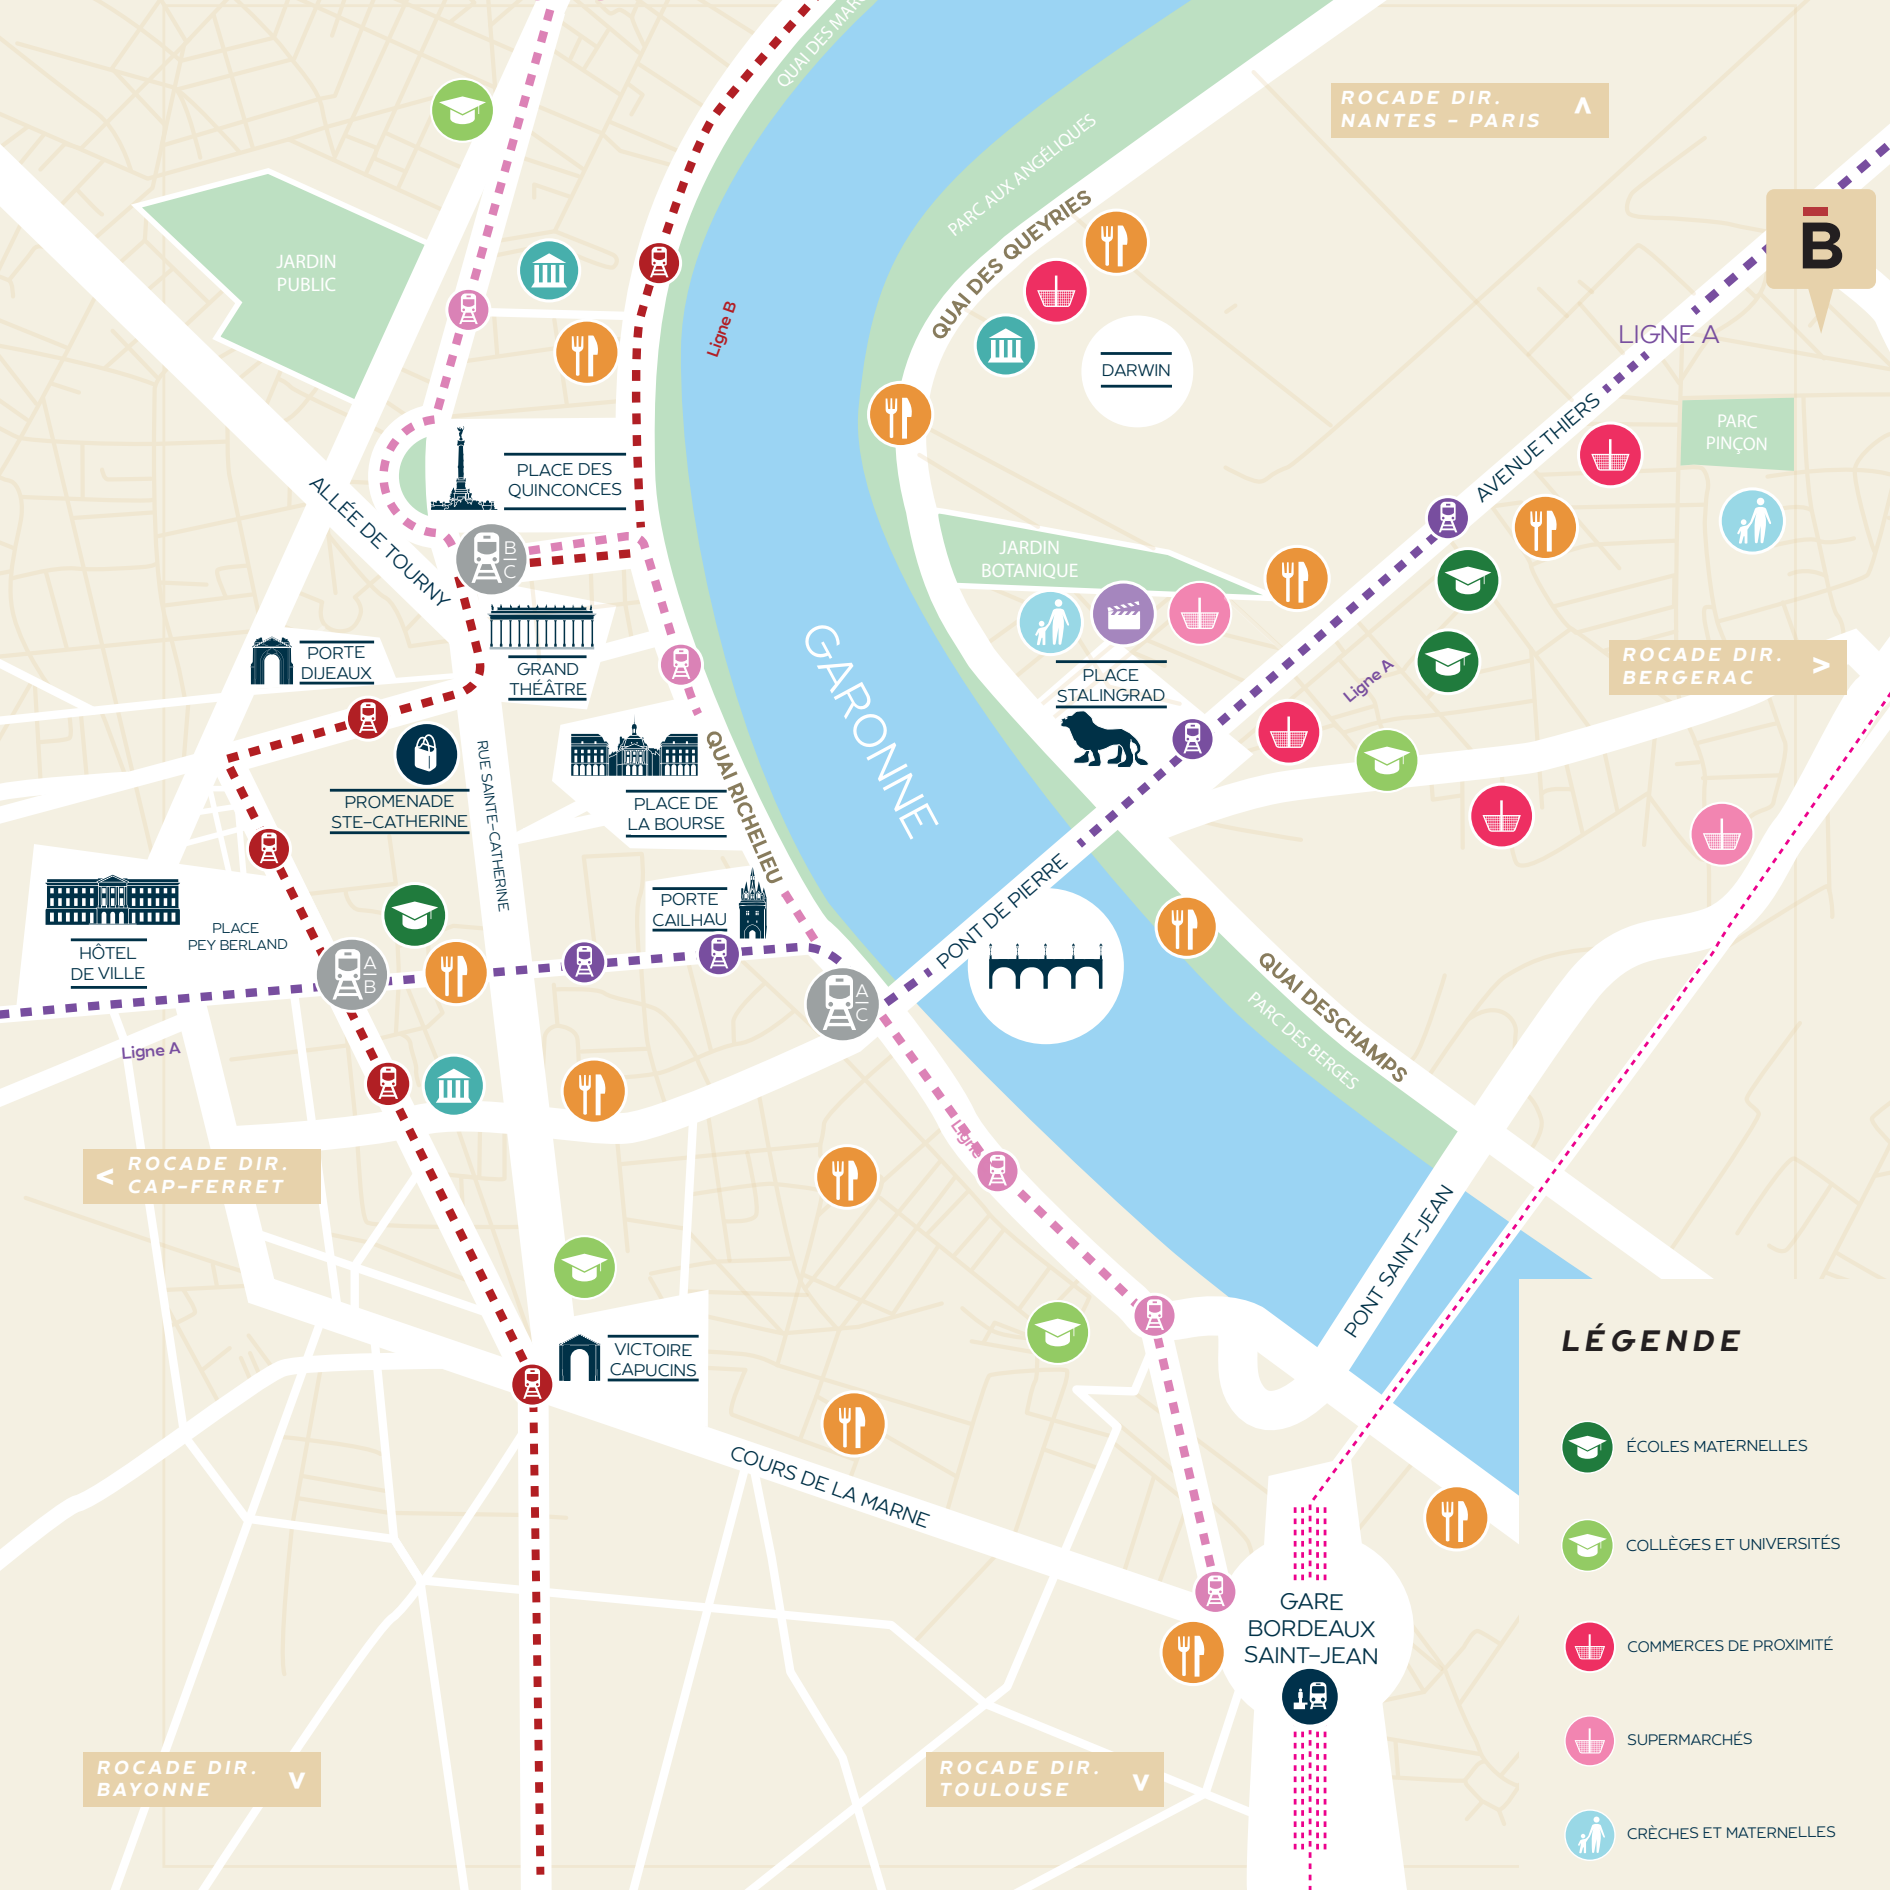 QUAI DES MAR
ROCADE DIR.
NANTES - PARIS
>
PARC AUX ANGÉLIQUES
QUAI DES QUEYRIES
B
JARDIN
PUBLIC
Ligne B
LIGNE A
DARWIN
AVENUE THIERS
PARC
PINÇON
PLACE DES
QUINCONCES
ALLÉE DE TOURNY
B
C
JARDIN
BOTANIQUE
GRAND
THÉÂTRE
PORTE
DIJEAUX
GARONNE
PLACE
STALINGRAD
Ligne A
ROCADE DIR.
BERGERAC
>
QUAI RICHELIEU
RUE SAINTE-CATHERINE
PROMENADE
STE-CATHERINE
PLACE DE
LA BOURSE
PORTE
CAILHAU
PONT DE PIERRE
PLACE
PEY BERLAND
HÔTEL
DE VILLE
A
B
A
C
QUAI DESCHAMPS
PARC DES BERGES
Ligne A
Ligne
<
ROCADE DIR.
CAP-FERRET
PONT SAINT-JEAN
VICTOIRE
CAPUCINS
COURS DE LA MARNE
GARE
BORDEAUX
SAINT-JEAN
ROCADE DIR.
BAYONNE
>
ROCADE DIR.
TOULOUSE
>
LÉGENDE
ÉCOLES MATERNELLES
COLLÈGES ET UNIVERSITÉS
COMMERCES DE PROXIMITÉ
SUPERMARCHÉS
CRÈCHES ET MATERNELLES